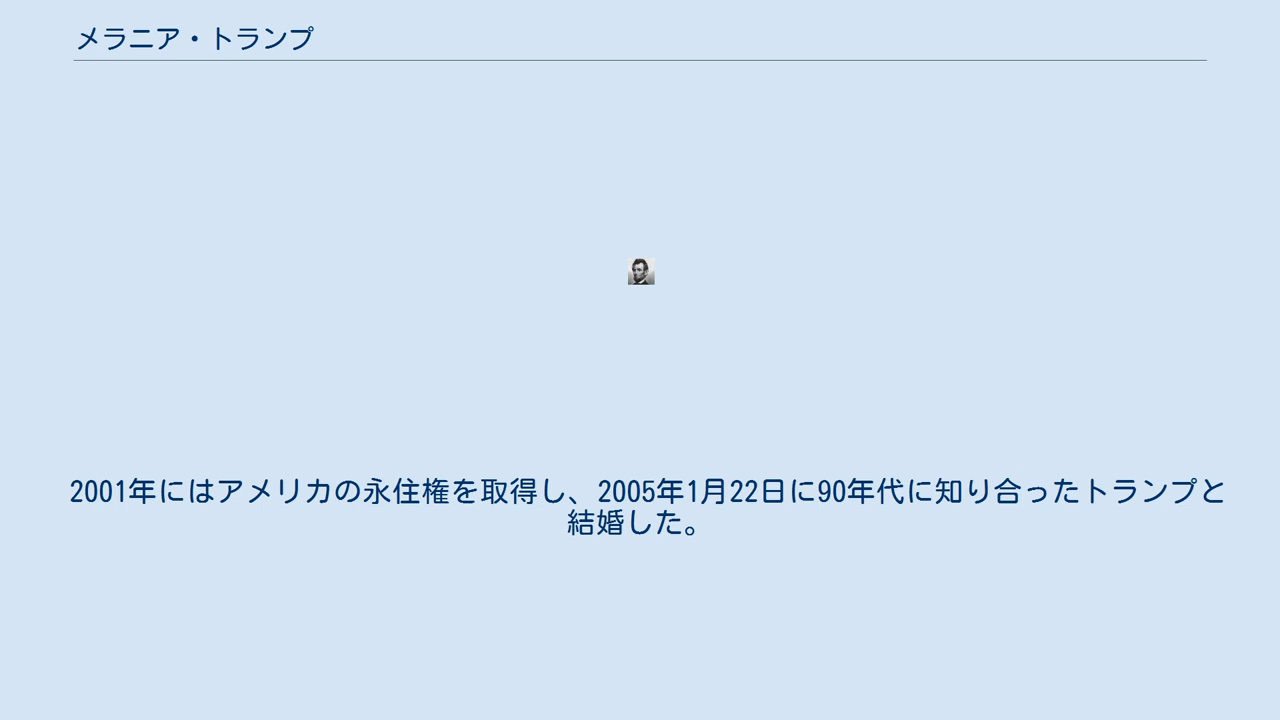 メラニア・トランプ
2001年にはアメリカの永住権を取得し、2005年1月22日に90年代に知り合ったトランプと
結婚した。